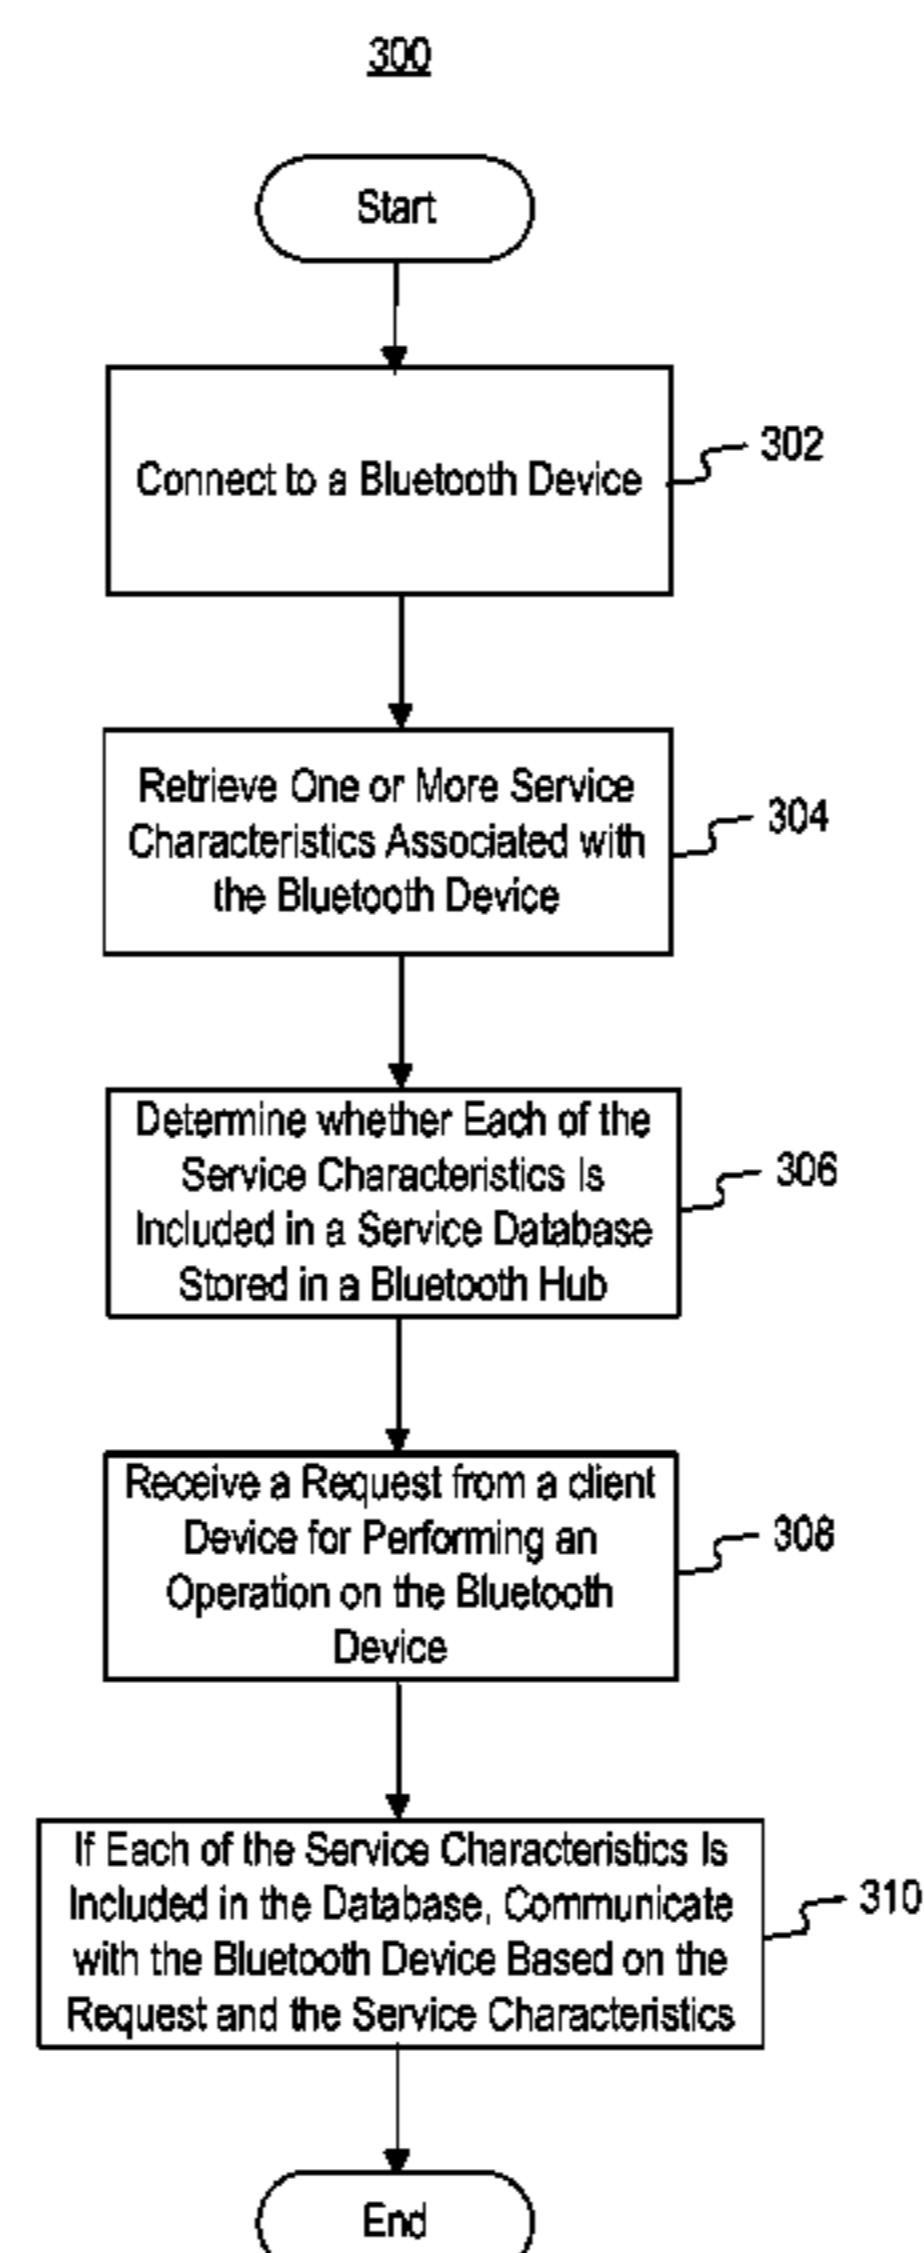 300
Start
Connect to a Bluetooth Device
302
Retrieve One or More Service
Characteristics Associated with
the Bluetooth Device
304
Determine whether Each of the
Service Characteristics Is
Included in a Service Database
Stored in a Bluetooth Hub
306
Receive a Request from a client
Device for Performing an
Operation on the Bluetooth
Device
308
If Each of the Service Characteristics Is
Included in the Database, Communicate
with the Bluetooth Device Based on the
Request and the Service Characteristics
310
End